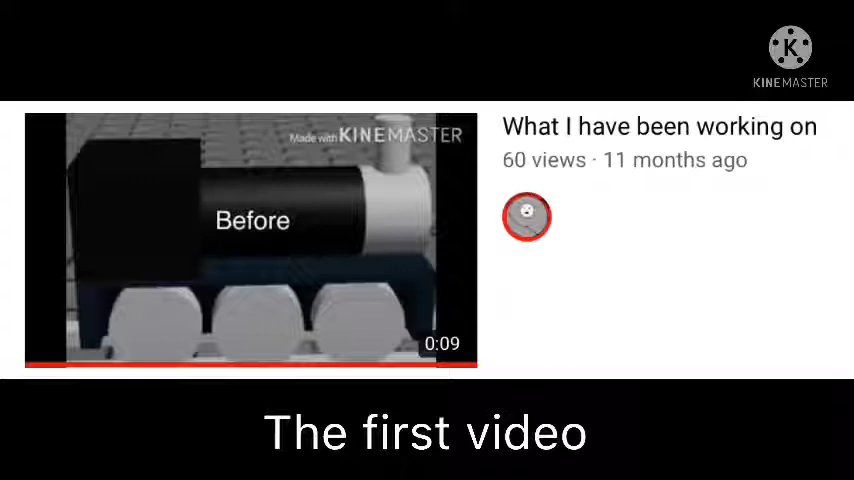 K
KINEMASTER
Made with KINEMASTER
What I have been working on
60 views · 11 months ago
Before
0:09
The first video